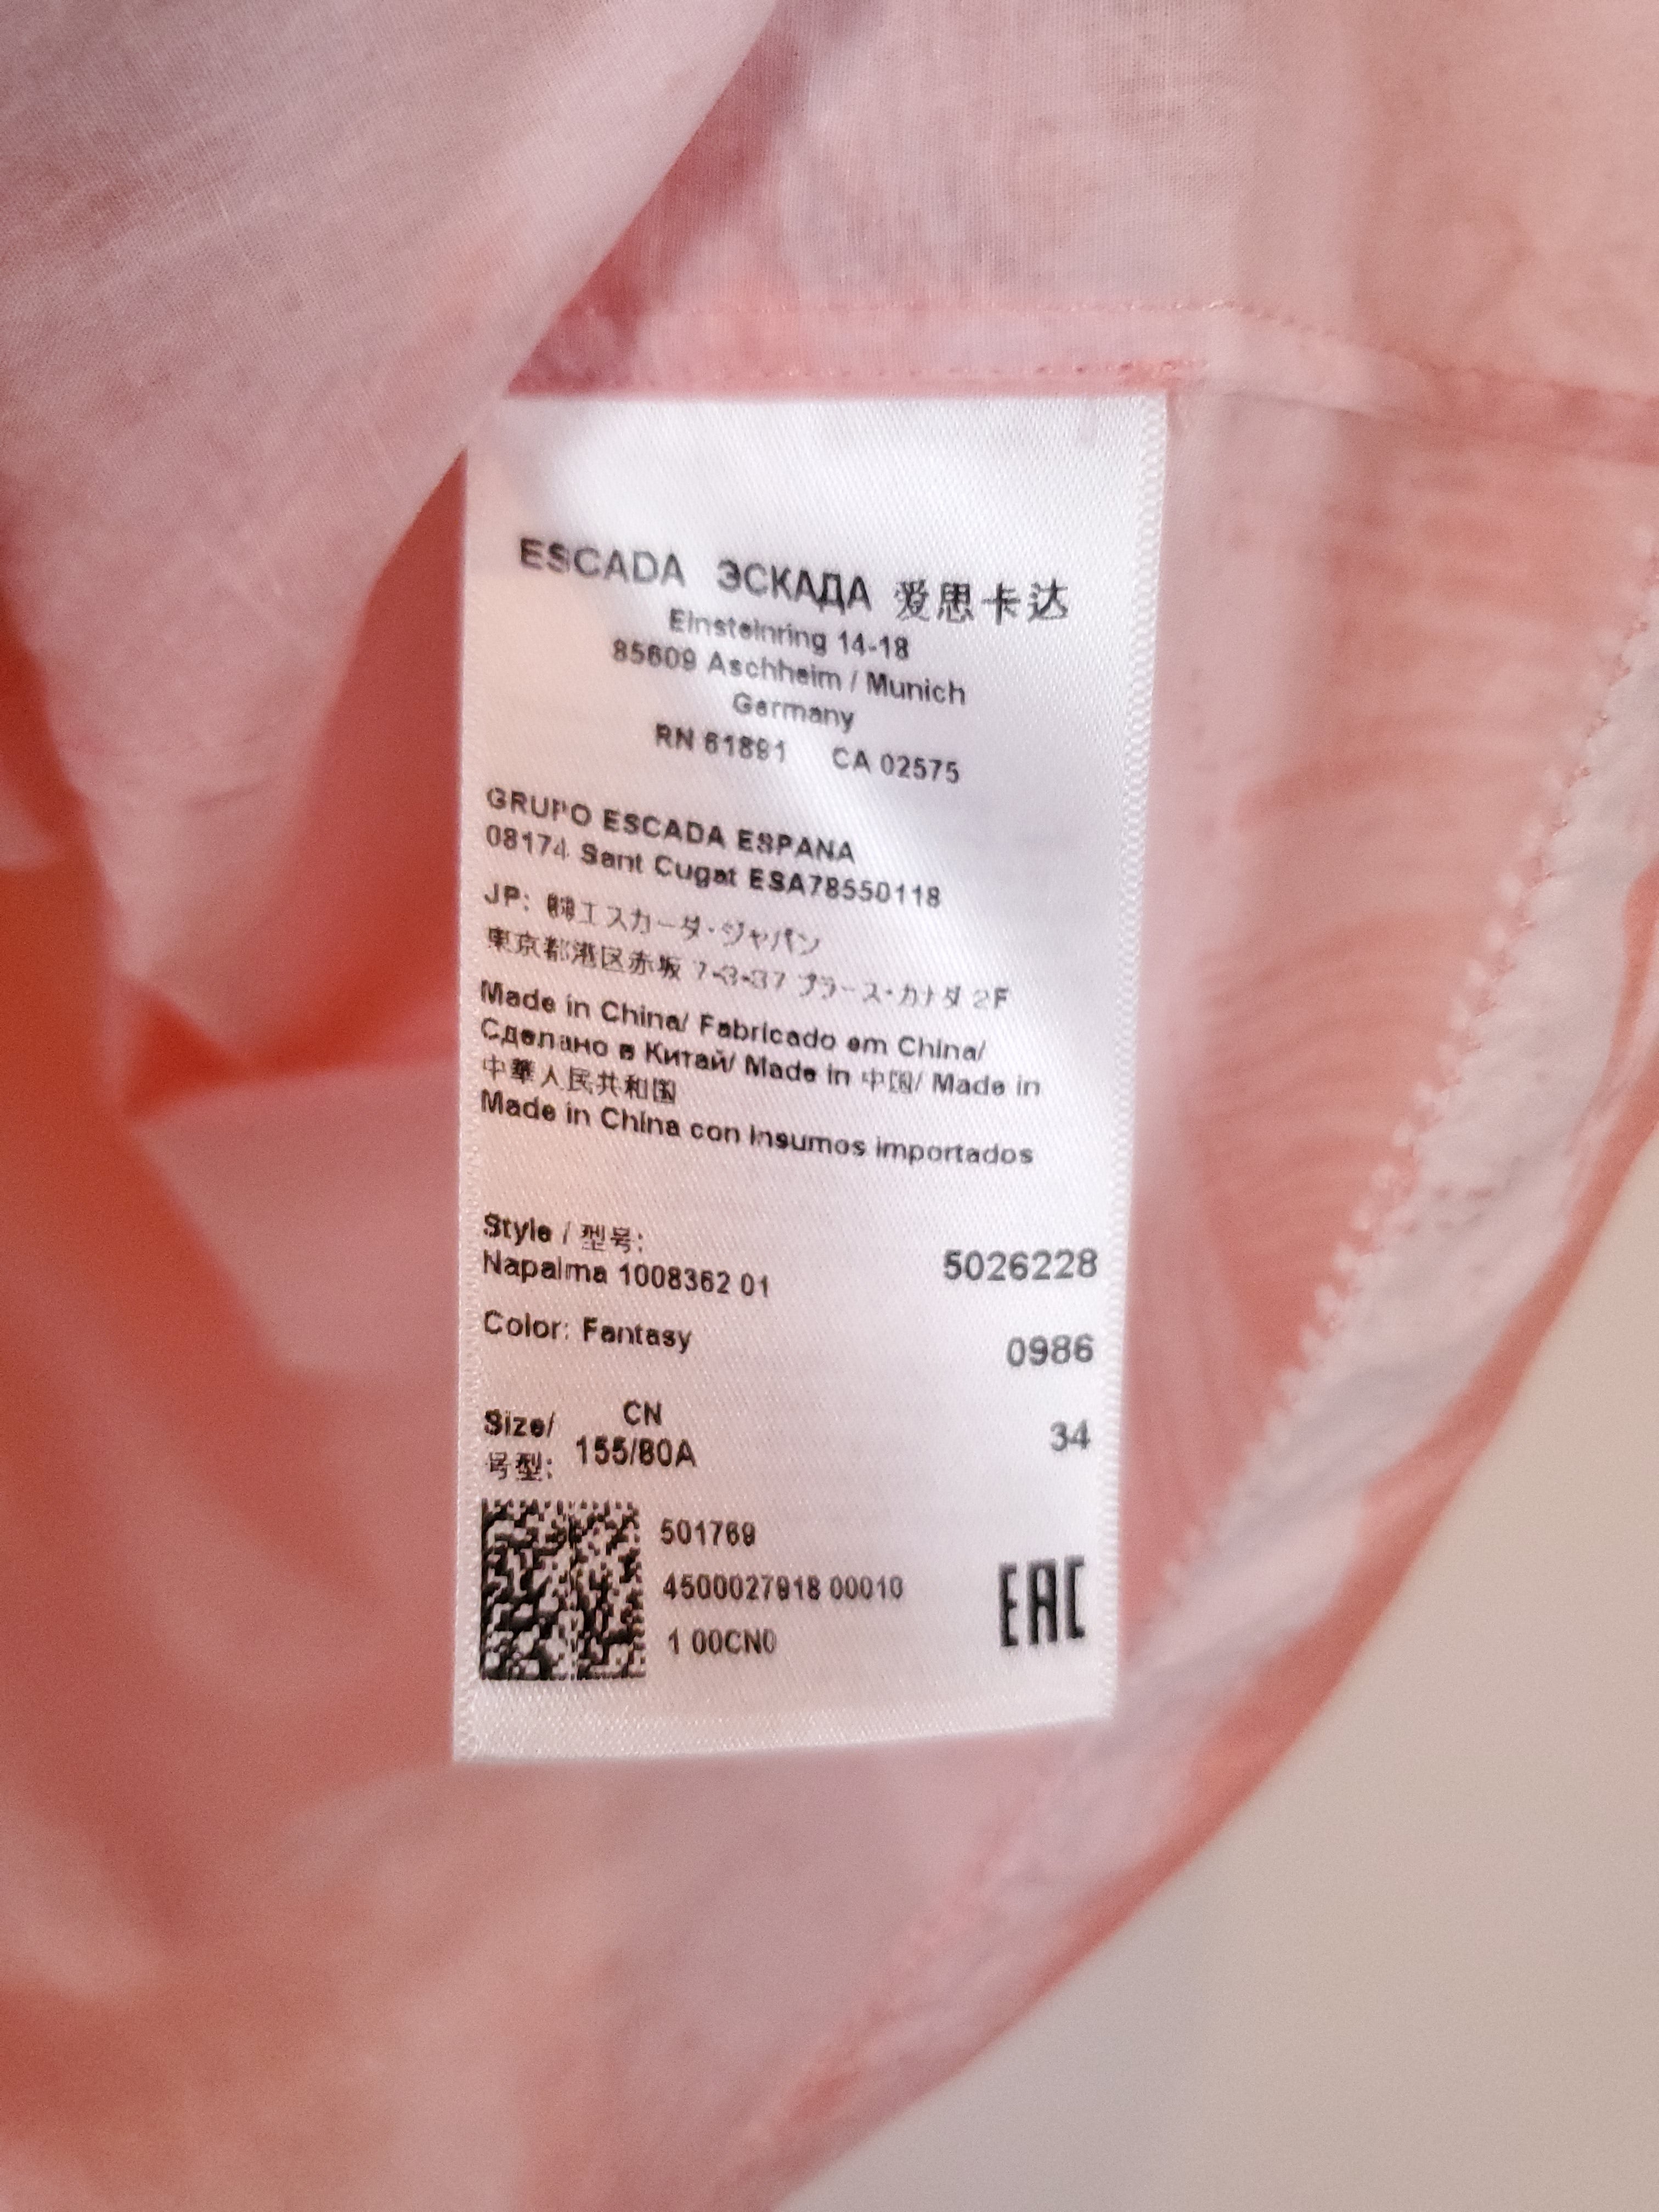 ESCADA ЭСКАДА 爱思卡达
Einsteinring 14-18
85609 Aschheim / Munich
Germany
RN 61891 CA 02575
GRUPO ESCADA ESPANA
08174 Sant Cugat ESA78550118
JP: ㈱エスカーダ・ジャパン
東京都港区赤坂 7-3-37 プラース・カナダ 2F
Made in China/ Fabricado em China/
Сделано в Китай/ Made in 中国/ Made in
中華人民共和国
Made in China con insumos importados
Style / 型号:
Napalma 1008362 01 5026228
Color: Fantasy 0986
CN
Size/ 155/80A 34
号型:
501769
4500027918 00010
1 00CN0
EAC